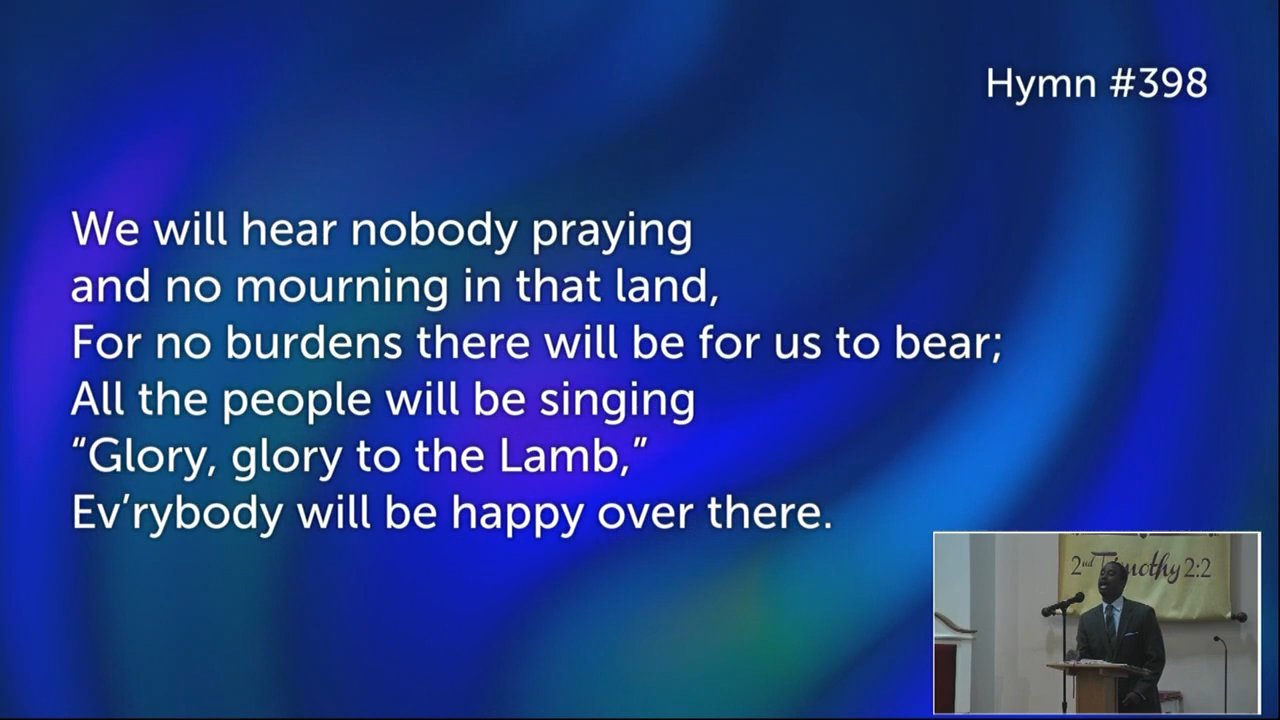 Hymn #398
We will hear nobody praying
and no mourning in that land,
For no burdens there will be for us to bear;
All the people will be singing
“Glory, glory to the Lamb,”
Ev’rybody will be happy over there.
2nd Timothy 2:2